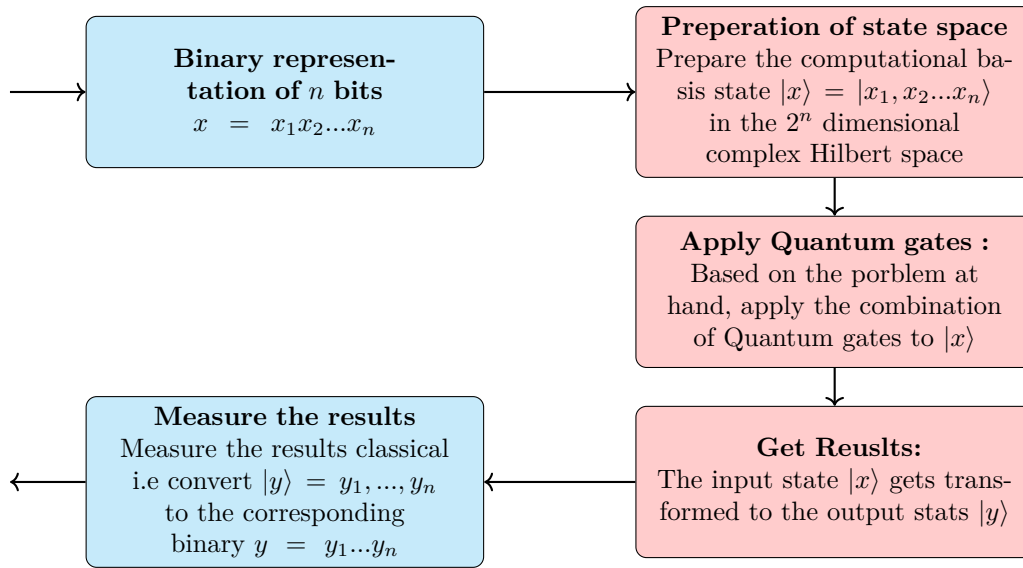 Binary represen-
tation of n bits
x = x₁x₂...xₙ
Preperation of state space
Prepare the computational ba-
sis state |x⟩ = |x₁, x₂...xₙ⟩
in the 2ⁿ dimensional
complex Hilbert space
Apply Quantum gates :
Based on the porblem at
hand, apply the combination
of Quantum gates to |x⟩
Get Reuslts:
The input state |x⟩ gets trans-
formed to the output stats |y⟩
Measure the results
Measure the results classical
i.e convert |y⟩ = y₁, ..., yₙ
to the corresponding
binary y = y₁...yₙ